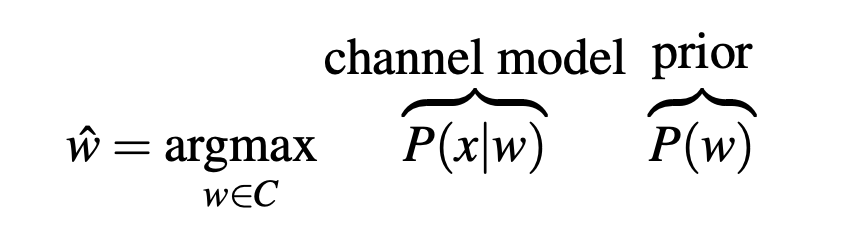 channel model prior
ŵ = argmax P(x|w) P(w)
w∈C